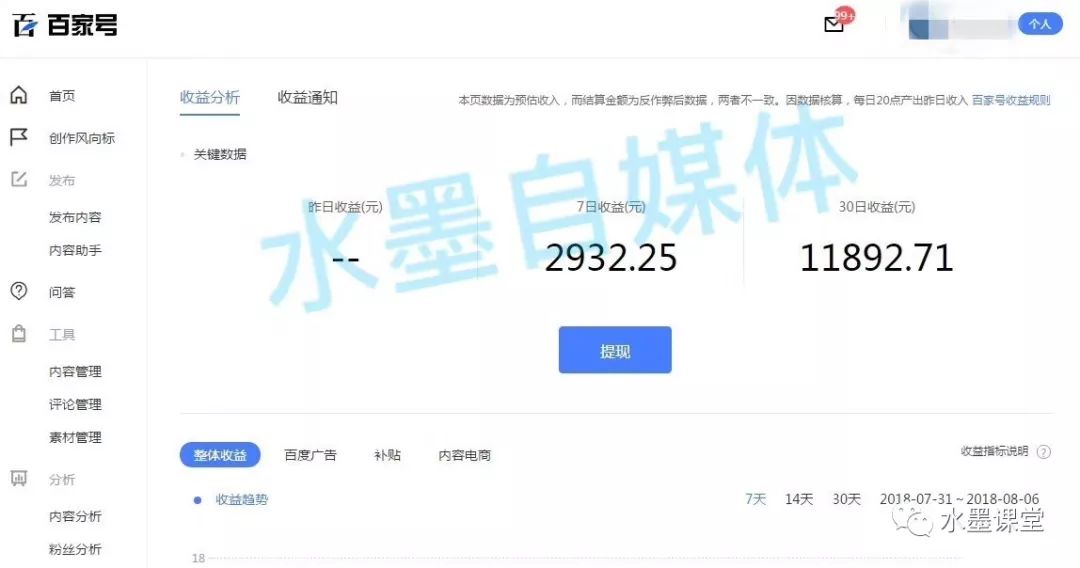 百家号
99+
个人
首页
创作风向标
发布
发布内容
内容助手
问答
工具
内容管理
评论管理
素材管理
分析
内容分析
粉丝分析
收益分析 收益通知
本页数据为预估收入，而结算金额为反作弊后数据，两者不一致。因数据核算，每日20点产出昨日收入 百家号收益规则
关键数据
昨日收益(元) 7日收益(元) 30日收益(元)
-- 2932.25 11892.71
水墨自媒体
提现
整体收益 百度广告 补贴 内容电商
收益指标说明 ?
收益趋势
7天 14天 30天 2018-07-31 ~ 2018-08-06
水墨课堂
18